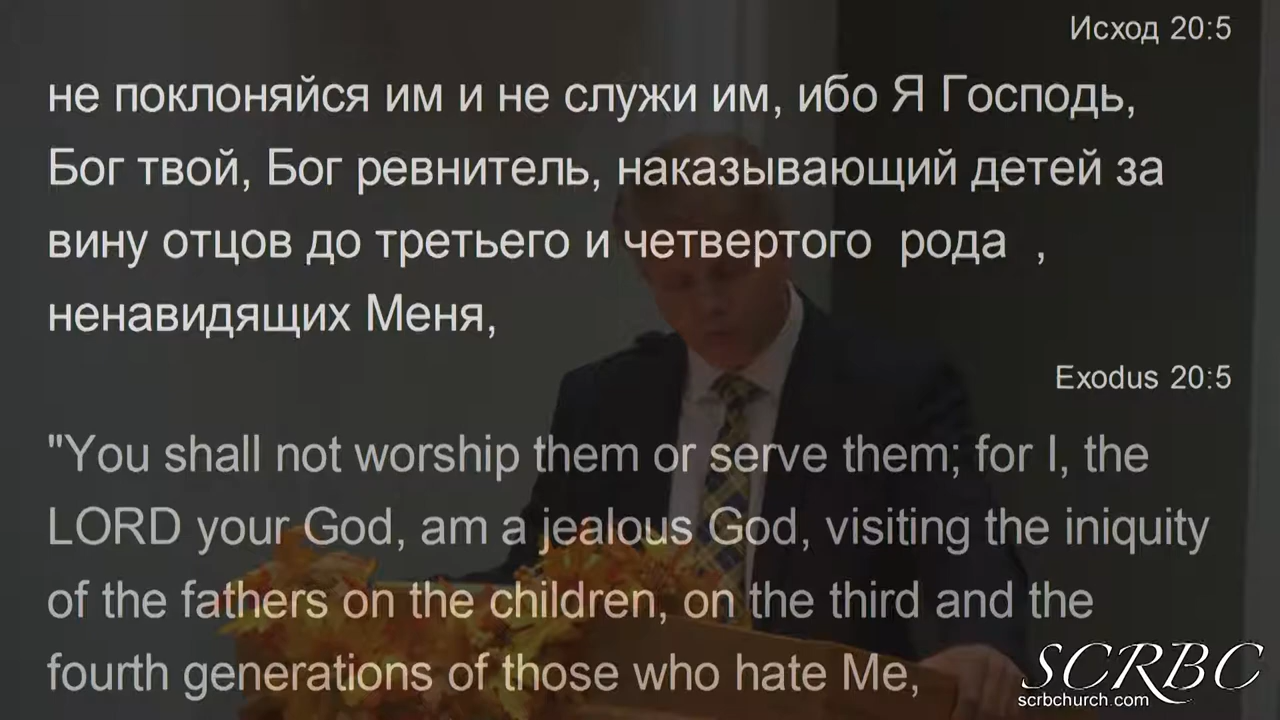 Исход 20:5
не поклоняйся им и не служи им, ибо Я Господь,
Бог твой, Бог ревнитель, наказывающий детей за
вину отцов до третьего и четвертого  рода  ,
ненавидящих Меня,
Exodus 20:5
"You shall not worship them or serve them; for I, the
LORD your God, am a jealous God, visiting the iniquity
of the fathers on the children, on the third and the
fourth generations of those who hate Me,
SCRBC
scrbchurch.com